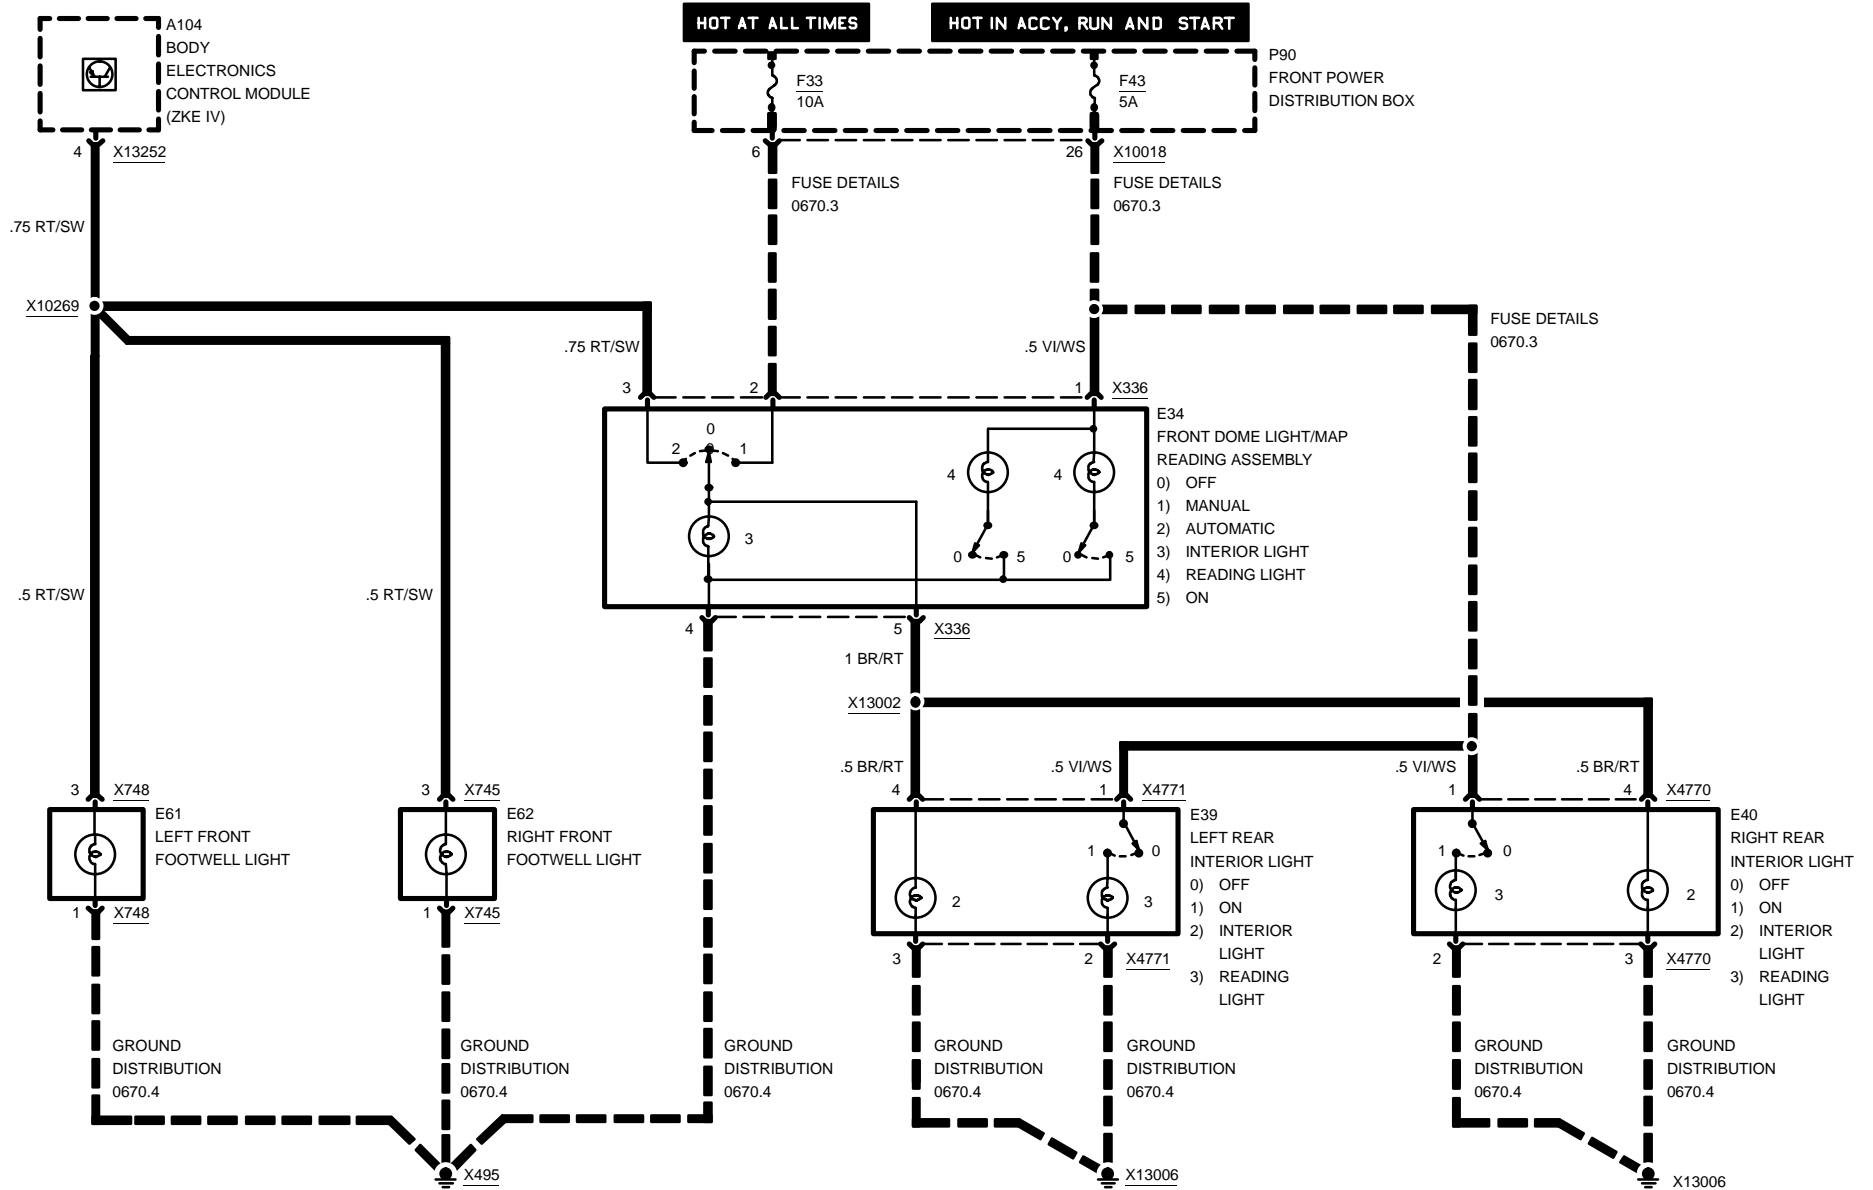 HOT AT ALL TIMES
HOT IN ACCY, RUN AND START
A104
BODY
ELECTRONICS
CONTROL MODULE
(ZKE IV)
F33
10A
F43
5A
P90
FRONT POWER
DISTRIBUTION BOX
4 X13252
6
26 X10018
FUSE DETAILS
0670.3
FUSE DETAILS
0670.3
.75 RT/SW
X10269
FUSE DETAILS
0670.3
.75 RT/SW
.5 VI/WS
3
2
1 X336
E34
FRONT DOME LIGHT/MAP
READING ASSEMBLY
0) OFF
1) MANUAL
2) AUTOMATIC
3) INTERIOR LIGHT
4) READING LIGHT
5) ON
0
2
1
4
4
3
0
5
0
5
.5 RT/SW
.5 RT/SW
4
5 X336
1 BR/RT
X13002
.5 BR/RT
.5 VI/WS
.5 VI/WS
.5 BR/RT
3 X748
3 X745
4
1 X4771
1
4 X4770
E61
LEFT FRONT
FOOTWELL LIGHT
E62
RIGHT FRONT
FOOTWELL LIGHT
E39
LEFT REAR
INTERIOR LIGHT
0) OFF
1) ON
2) INTERIOR
LIGHT
3) READING
LIGHT
E40
RIGHT REAR
INTERIOR LIGHT
0) OFF
1) ON
2) INTERIOR
LIGHT
3) READING
LIGHT
1
0
2
3
1
0
3
2
1 X748
1 X745
3
2 X4771
2
3 X4770
GROUND
DISTRIBUTION
0670.4
GROUND
DISTRIBUTION
0670.4
GROUND
DISTRIBUTION
0670.4
GROUND
DISTRIBUTION
0670.4
GROUND
DISTRIBUTION
0670.4
GROUND
DISTRIBUTION
0670.4
GROUND
DISTRIBUTION
0670.4
X495
X13006
X13006